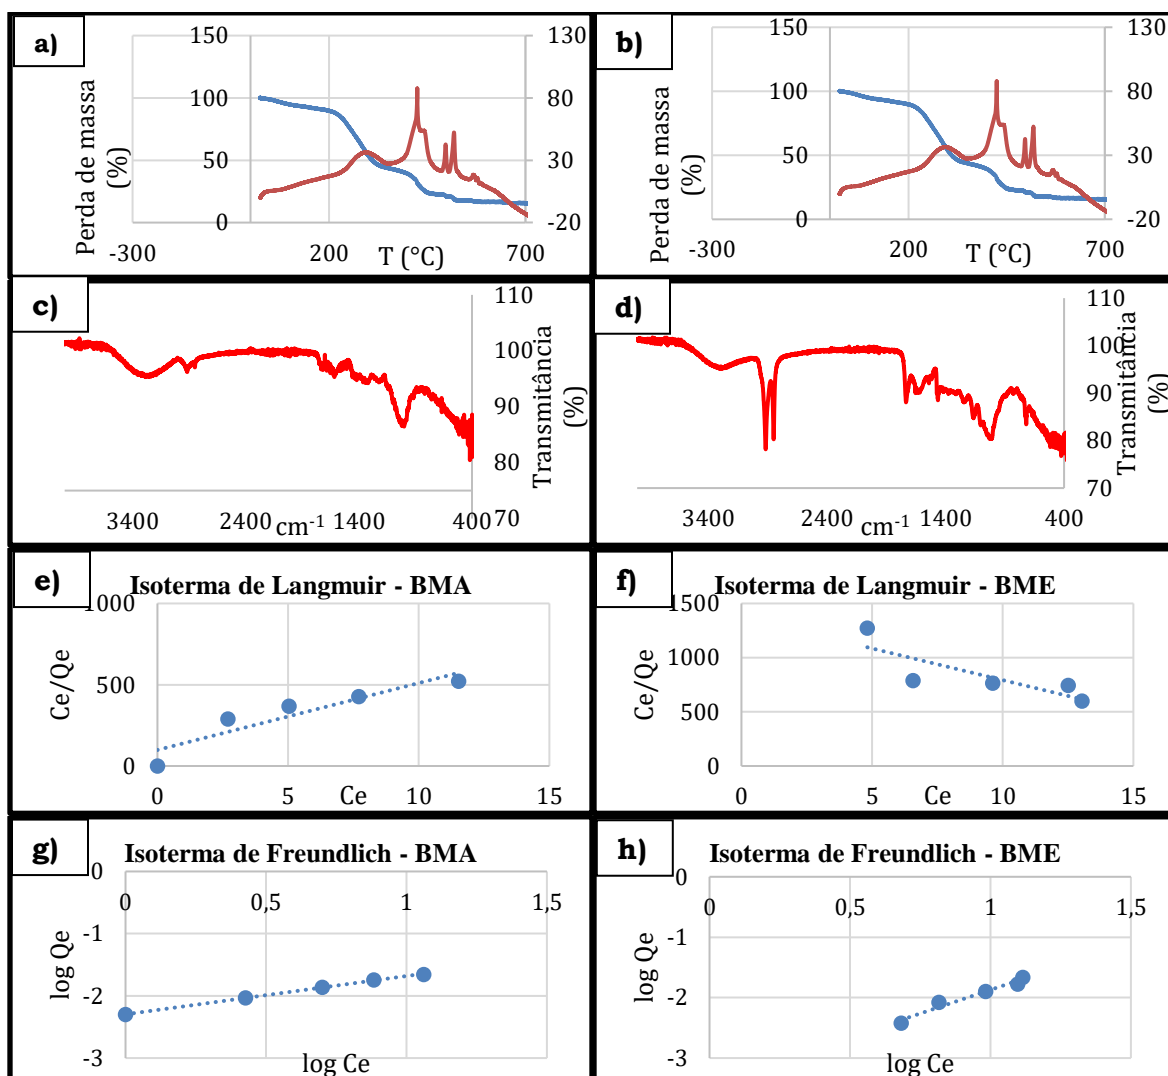 a)
150
100
50
0
130
80
30
-20
-300
200
700
Perda de massa
(%)
T (°C)
b)
150
100
50
0
130
80
30
-20
-300
200
700
Perda de massa
(%)
T (°C)
c)
110
100
90
80
70
3400
2400
1400
400
cm-1
Transmitância
(%)
d)
110
100
90
80
70
3400
2400
1400
400
cm-1
Transmitância
(%)
e)
Isoterma de Langmuir - BMA
1000
500
0
0
5
10
15
Ce/Qe
Ce
f)
Isoterma de Langmuir - BME
1500
1000
500
0
0
5
10
15
Ce/Qe
Ce
g)
Isoterma de Freundlich - BMA
0
-1
-2
-3
0
0,5
1
1,5
log Qe
log Ce
h)
Isoterma de Freundlich - BME
0
-1
-2
-3
0
0,5
1
1,5
log Qe
log Ce